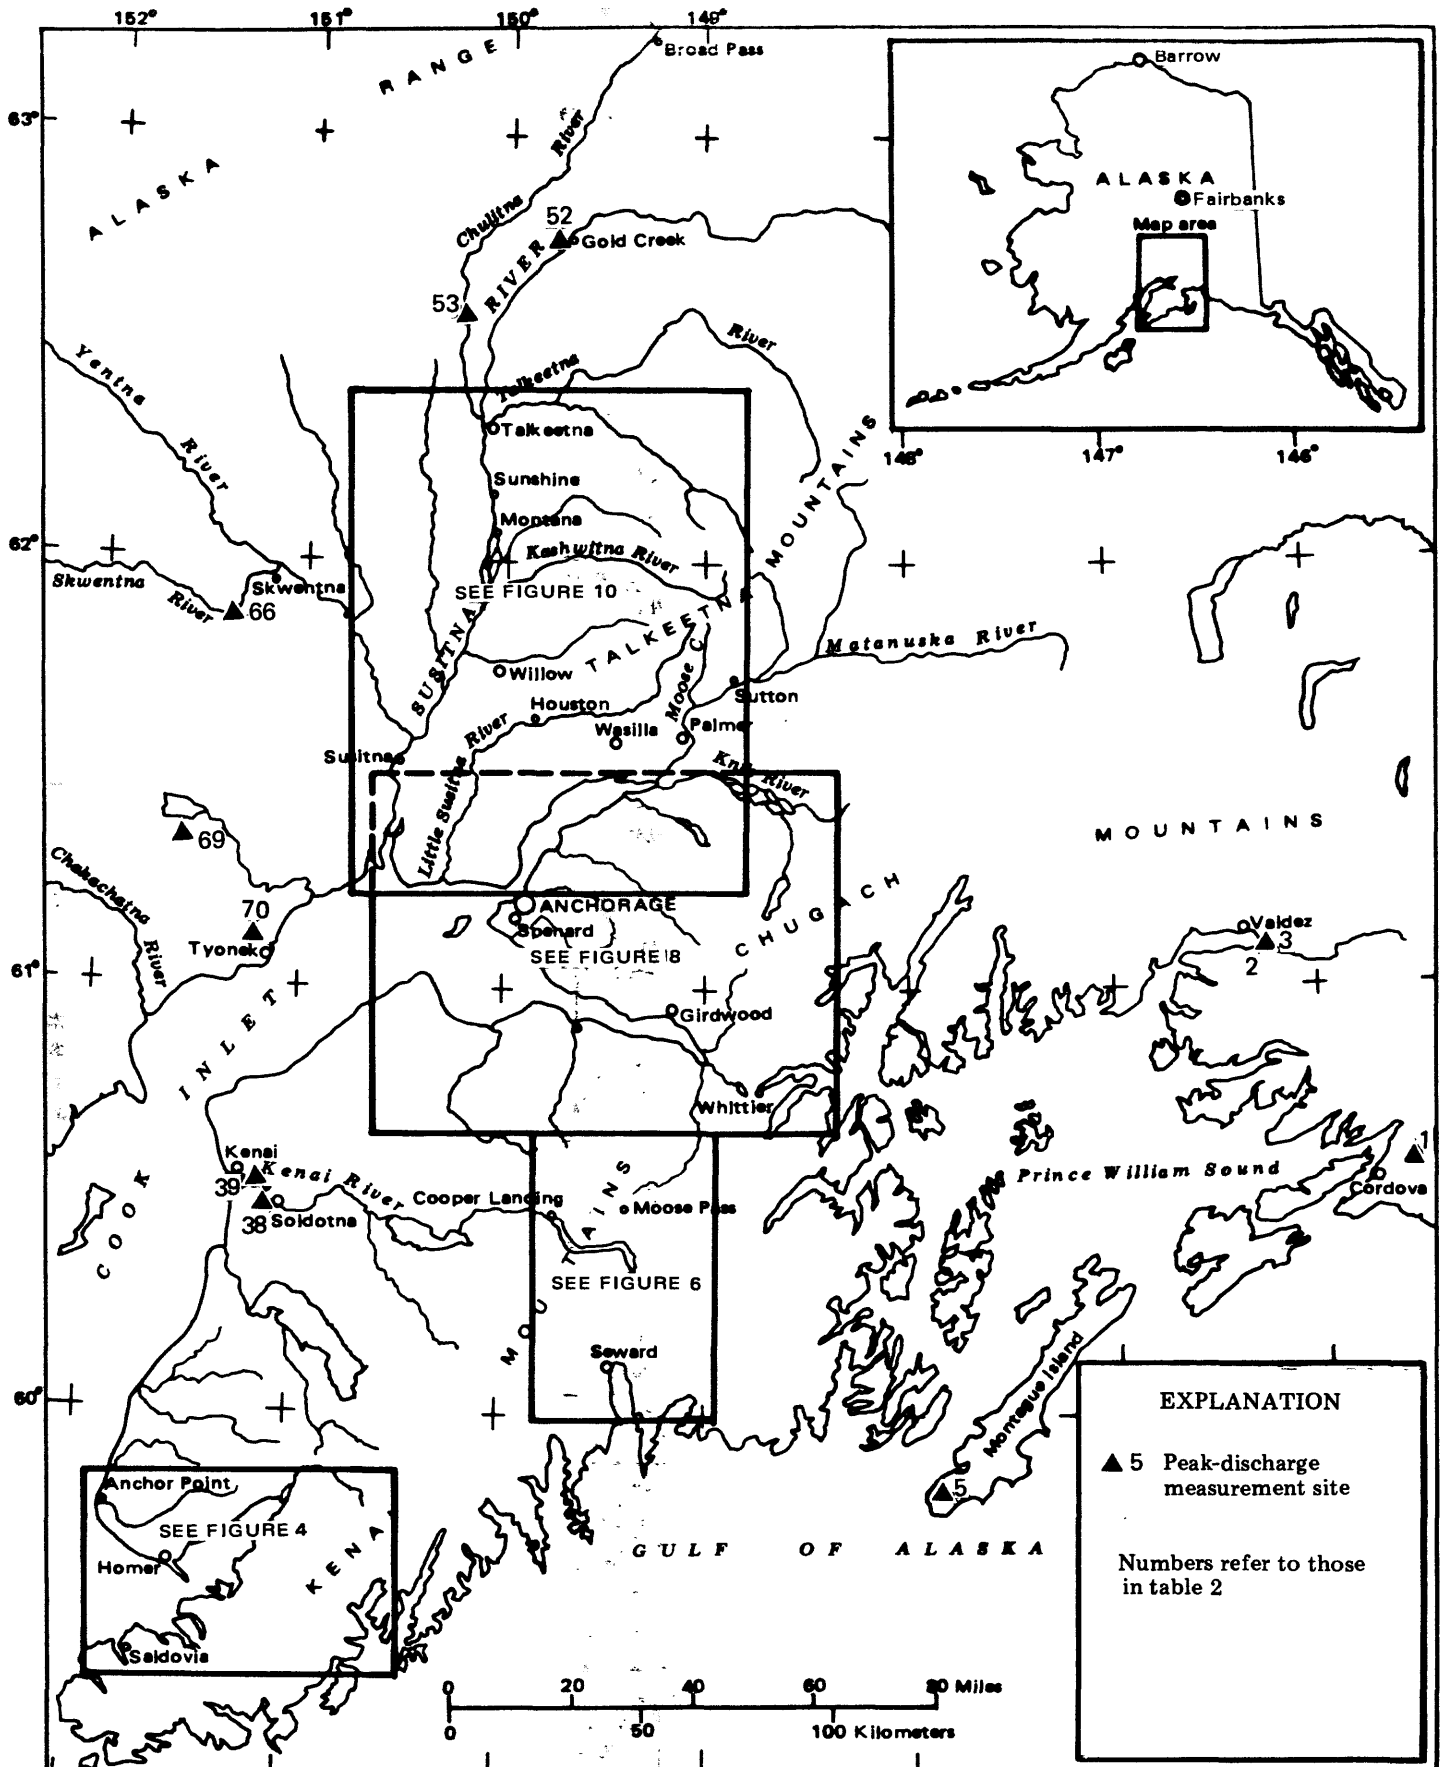 152° 151° 150° 149°
Broad Pass
ALASKA RANGE
63°
Chulitna River
52
Gold Creek
53
RIVER
Barrow
ALASKA
Fairbanks
Map area
148° 147° 146°
Yentna River
Talkeetna River
Talkeetna
Sunshine
Montana
Kashwitna River
62°
Skwentna River
Skwentna
66
SEE FIGURE 10
SUSITNA
TALKEETNA MOUNTAINS
Matanuska River
Willow
Moose C
Sutton
Houston
Wasilla
Palmer
Susitna
Little Susitna River
Knik River
69
Chakachatna River
70
Tyonek
ANCHORAGE
Spenard
SEE FIGURE 8
CHUGACH MOUNTAINS
Valdez
3
2
61°
Girdwood
Whittier
COOK INLET
Kenai
39
Kenai River
38
Soldotna
Cooper Landing
Moose Pass
Prince William Sound
1
Cordova
SEE FIGURE 6
Seward
KENAI MOUNTAINS
60°
Montague Island
5
Anchor Point
SEE FIGURE 4
Homer
Saldovia
GULF OF ALASKA
EXPLANATION
5 Peak-discharge
measurement site
Numbers refer to those
in table 2
0 20 40 60 80 Miles
0 50 100 Kilometers